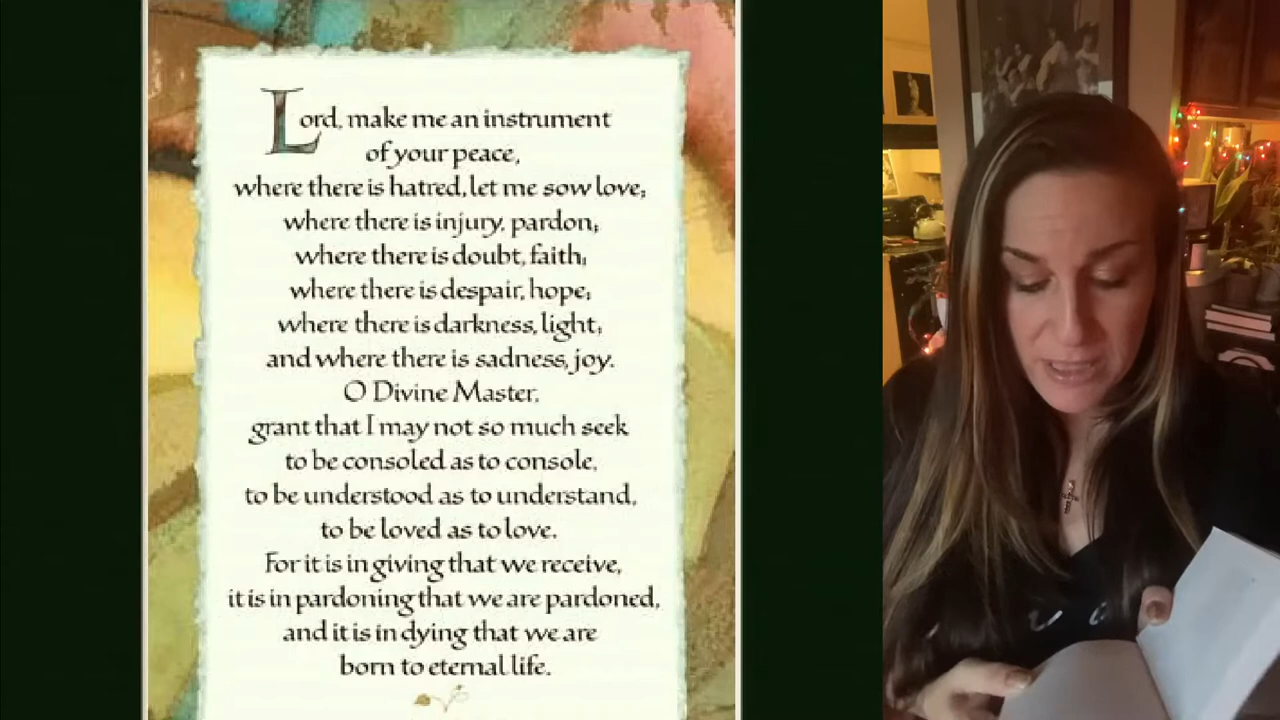 Lord, make me an instrument
of your peace,
where there is hatred, let me sow love;
where there is injury, pardon;
where there is doubt, faith;
where there is despair, hope;
where there is darkness, light;
and where there is sadness, joy.
O Divine Master,
grant that I may not so much seek
to be consoled as to console,
to be understood as to understand,
to be loved as to love.
For it is in giving that we receive,
it is in pardoning that we are pardoned,
and it is in dying that we are
born to eternal life.